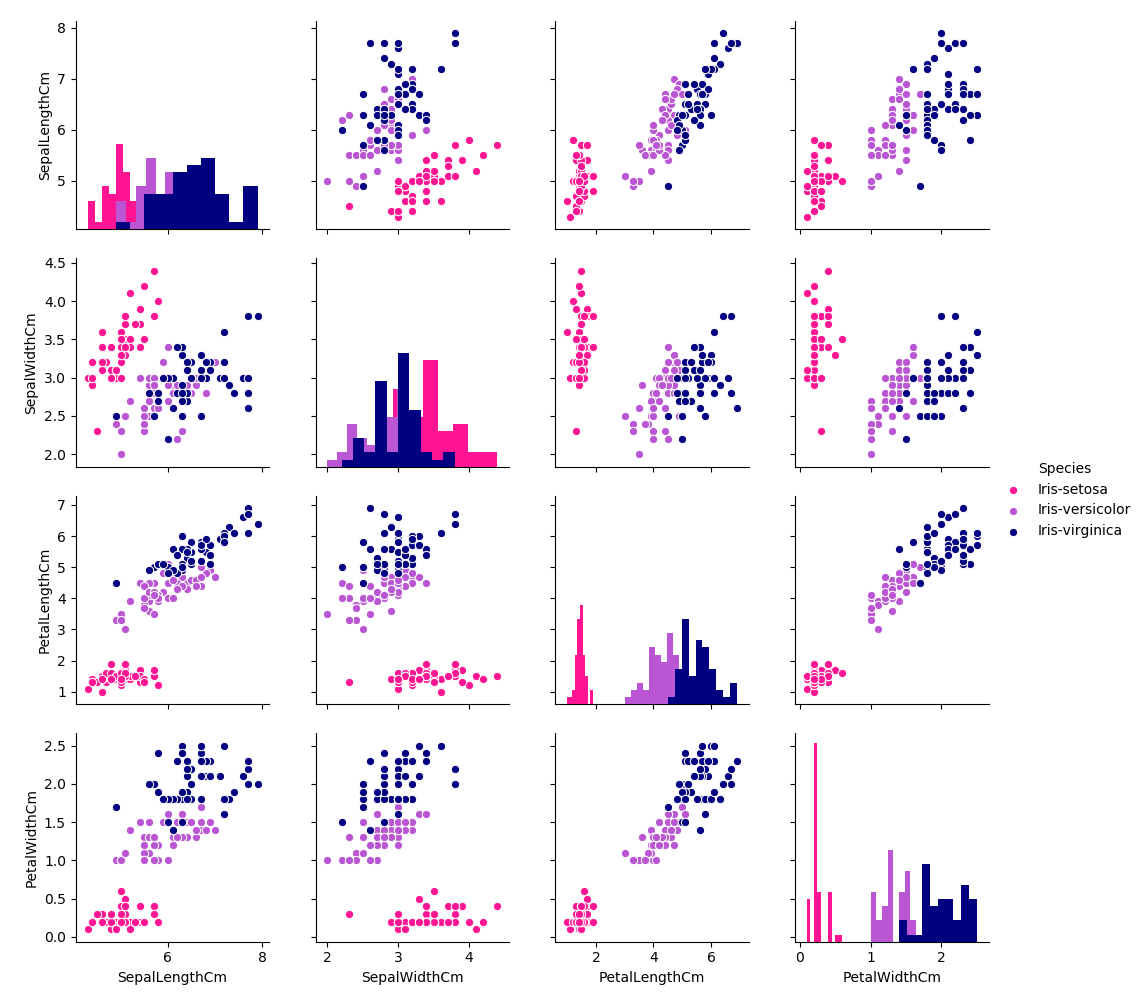 8
7
6
5
SepalLengthCm
4.5
4.0
3.5
3.0
2.5
2.0
SepalWidthCm
Species
Iris-setosa
Iris-versicolor
Iris-virginica
7
6
5
4
3
2
1
PetalLengthCm
2.5
2.0
1.5
1.0
0.5
0.0
PetalWidthCm
6 8
2 3 4
2 4 6
0 1 2
SepalLengthCm
SepalWidthCm
PetalLengthCm
PetalWidthCm